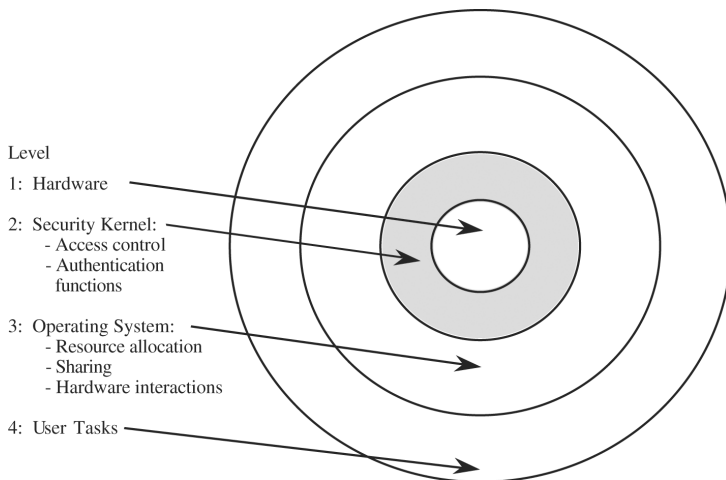 Level
1: Hardware
2: Security Kernel:
- Access control
- Authentication
functions
3: Operating System:
- Resource allocation
- Sharing
- Hardware interactions
4: User Tasks